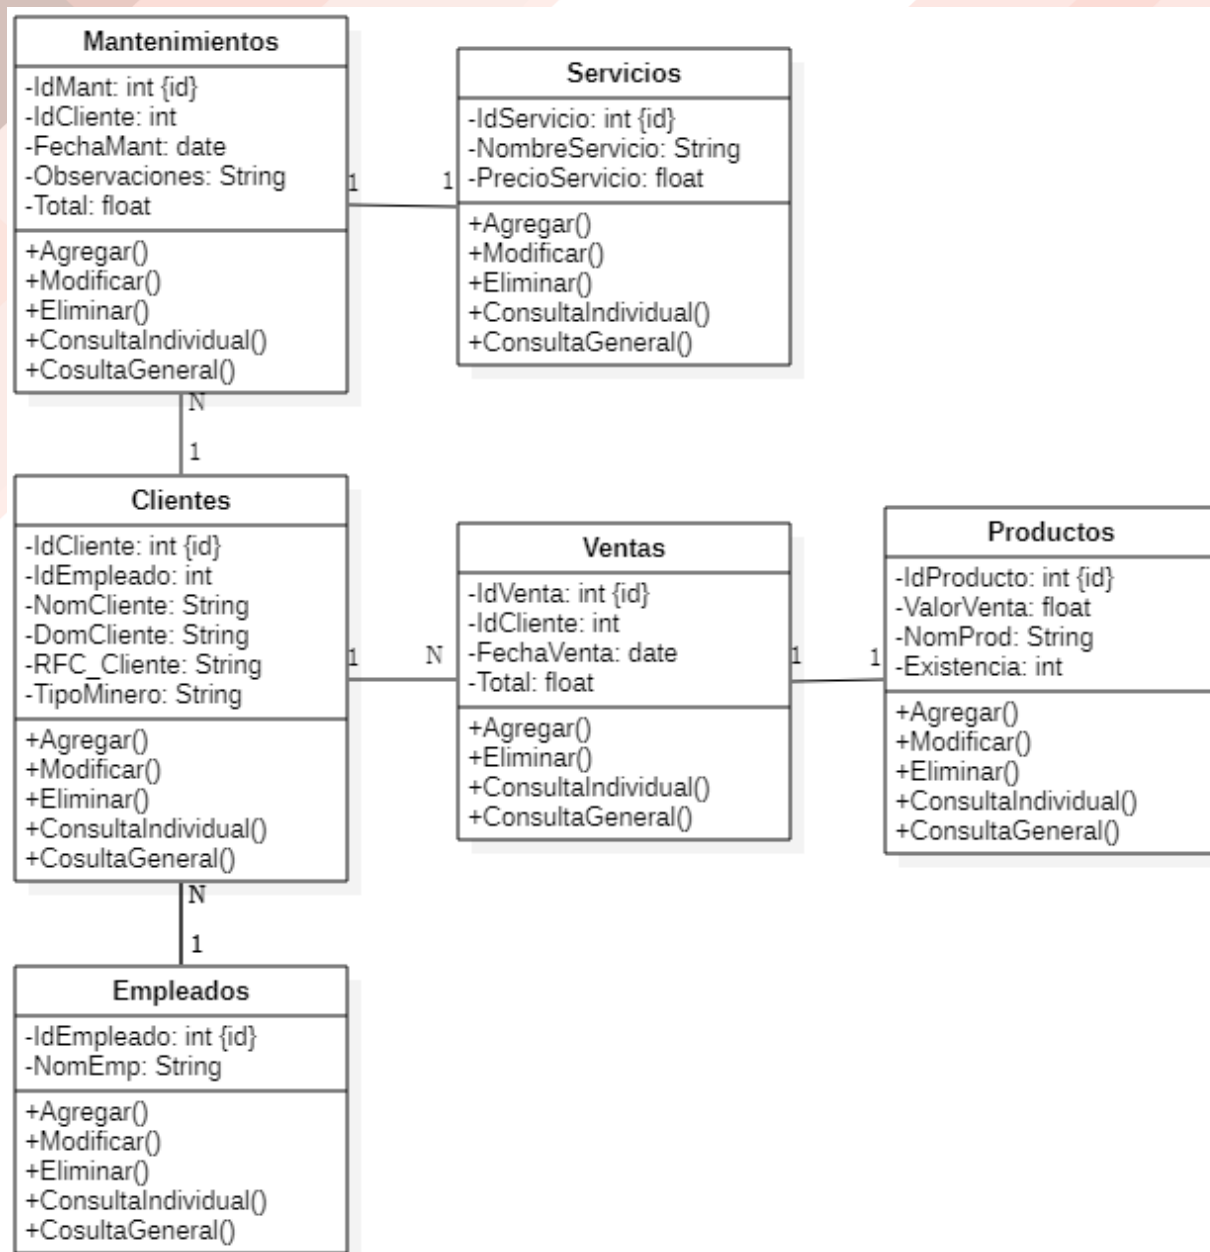 Mantenimientos
-IdMant: int {id}
-IdCliente: int
-FechaMant: date
-Observaciones: String
-Total: float
+Agregar()
+Modificar()
+Eliminar()
+ConsultaIndividual()
+CosultaGeneral()
1
1
Servicios
-IdServicio: int {id}
-NombreServicio: String
-PrecioServicio: float
+Agregar()
+Modificar()
+Eliminar()
+ConsultaIndividual()
+ConsultaGeneral()
N
1
Clientes
-IdCliente: int {id}
-IdEmpleado: int
-NomCliente: String
-DomCliente: String
-RFC_Cliente: String
-TipoMinero: String
+Agregar()
+Modificar()
+Eliminar()
+ConsultaIndividual()
+CosultaGeneral()
1
N
Ventas
-IdVenta: int {id}
-IdCliente: int
-FechaVenta: date
-Total: float
+Agregar()
+Eliminar()
+ConsultaIndividual()
+ConsultaGeneral()
1
1
Productos
-IdProducto: int {id}
-ValorVenta: float
-NomProd: String
-Existencia: int
+Agregar()
+Modificar()
+Eliminar()
+ConsultaIndividual()
+ConsultaGeneral()
N
1
Empleados
-IdEmpleado: int {id}
-NomEmp: String
+Agregar()
+Modificar()
+Eliminar()
+ConsultaIndividual()
+CosultaGeneral()